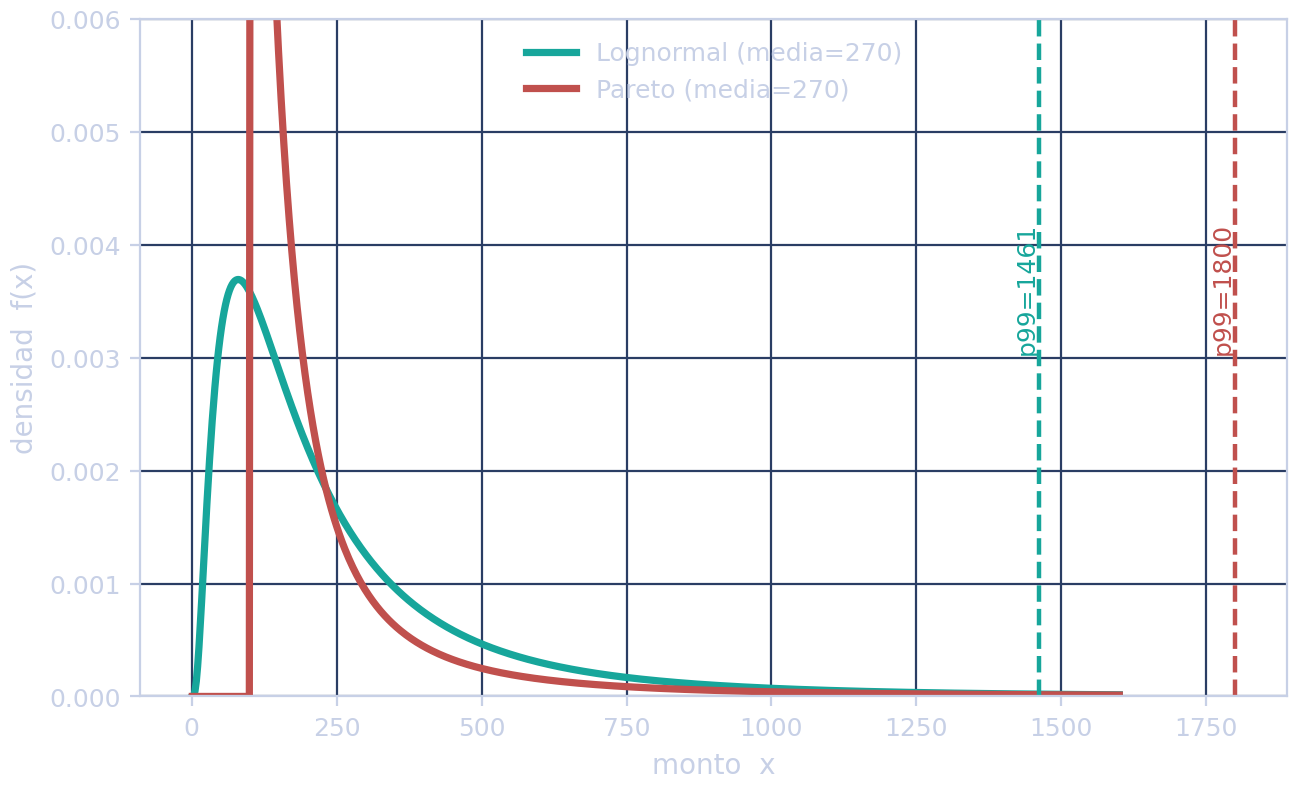 0.006
0.005
0.004
0.003
0.002
0.001
0.000
densidad f(x)
Lognormal (media=270)
Pareto (media=270)
p99=1461
p99=1800
0 250 500 750 1000 1250 1500 1750
monto x